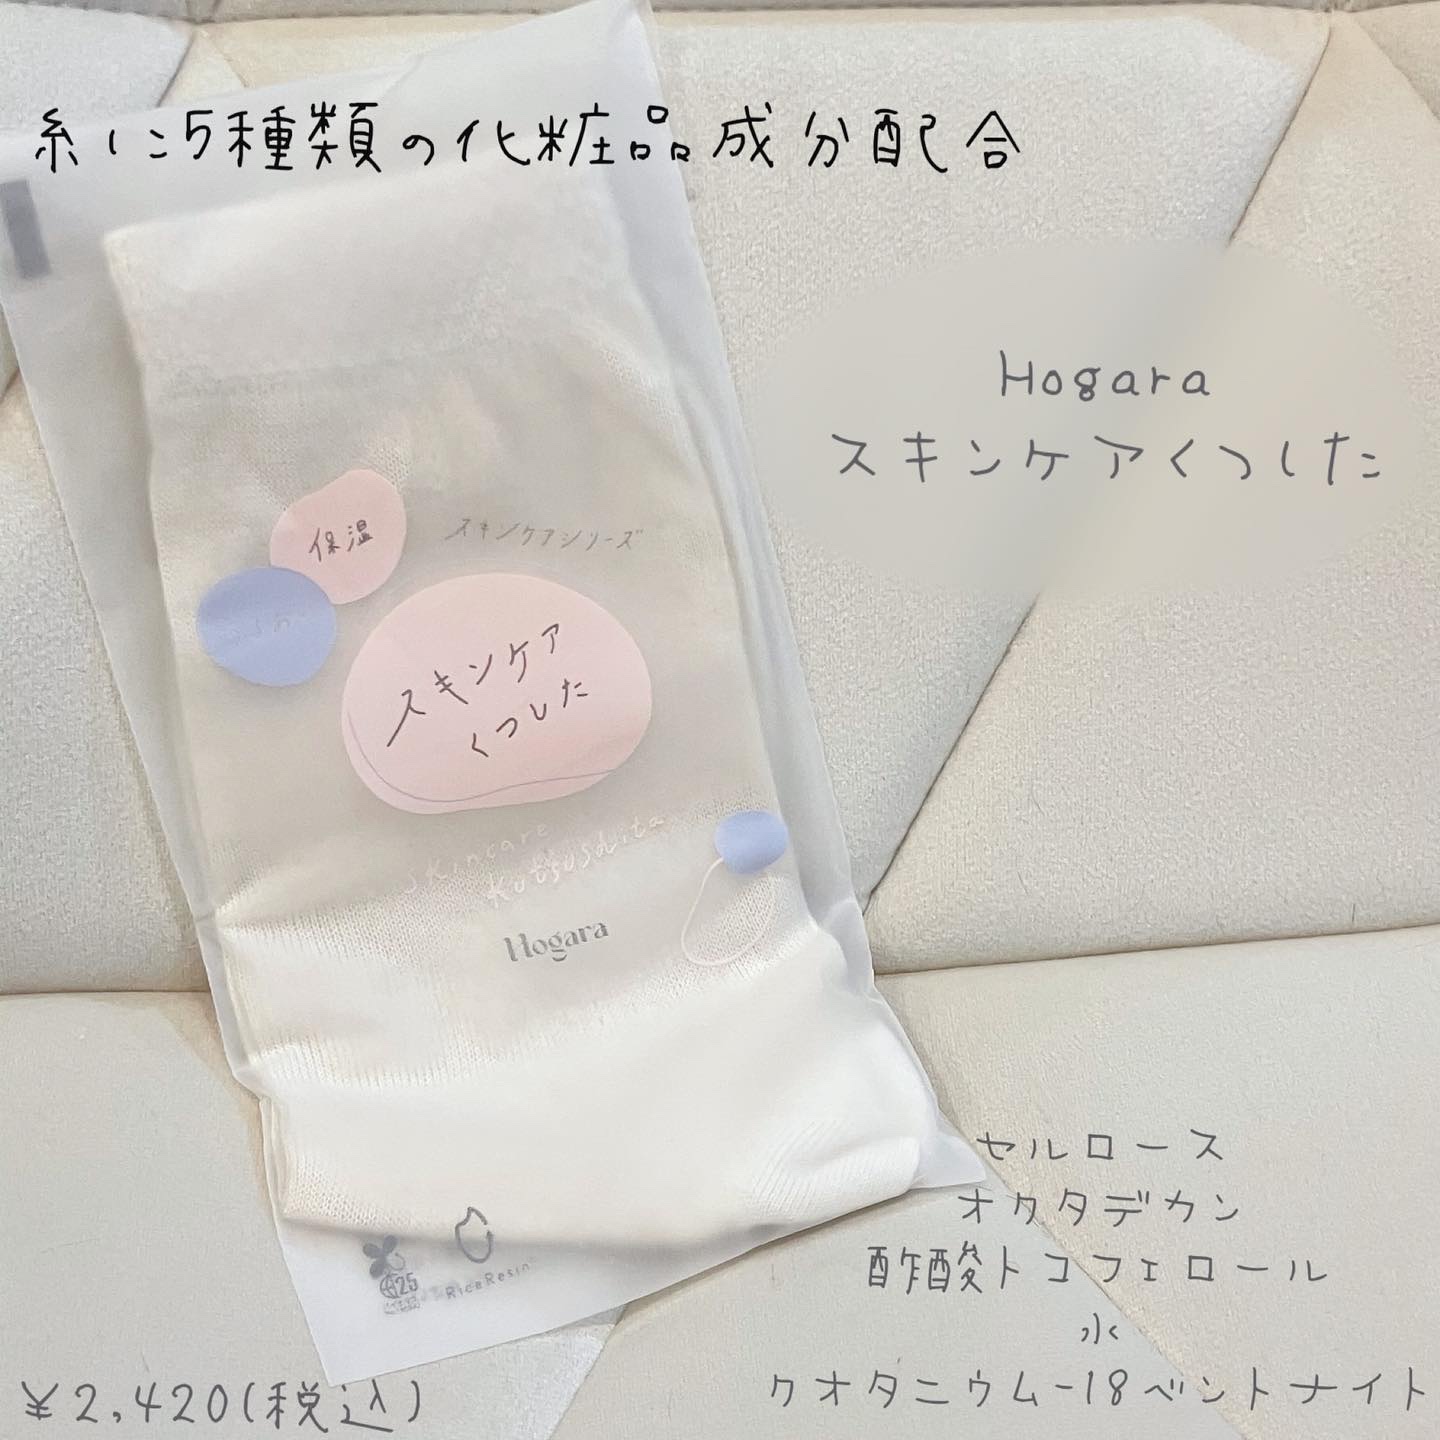 糸に5種類の化粧品成分配合
Hogara
スキンケアくつした
保温
スキンケアシリーズ
スキンケア
くつした
skincare
kutsushita
Hogara
25
RiceResin
セルロース
オクタデカン
酢酸トコフェロール
水
クオタニウム-18ベントナイト
¥2,420(税込)